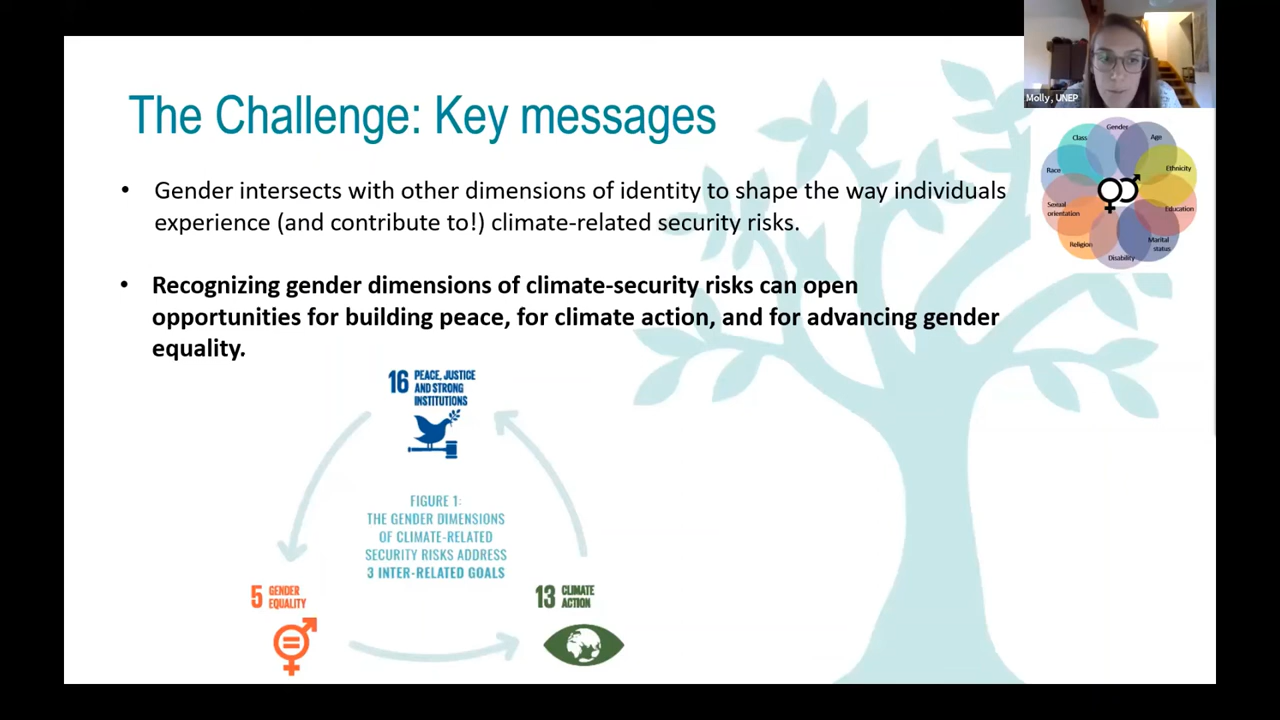 The Challenge: Key messages
• Gender intersects with other dimensions of identity to shape the way individuals
experience (and contribute to!) climate-related security risks.
• Recognizing gender dimensions of climate-security risks can open
opportunities for building peace, for climate action, and for advancing gender
equality.
16 PEACE, JUSTICE
AND STRONG
INSTITUTIONS
FIGURE 1:
THE GENDER DIMENSIONS
OF CLIMATE-RELATED
SECURITY RISKS ADDRESS
3 INTER-RELATED GOALS
5 GENDER
EQUALITY
13 CLIMATE
ACTION
Molly, UNEP
Gender
Age
Ethnicity
Education
Marital
status
Disability
Religion
Sexual
orientation
Race
Class